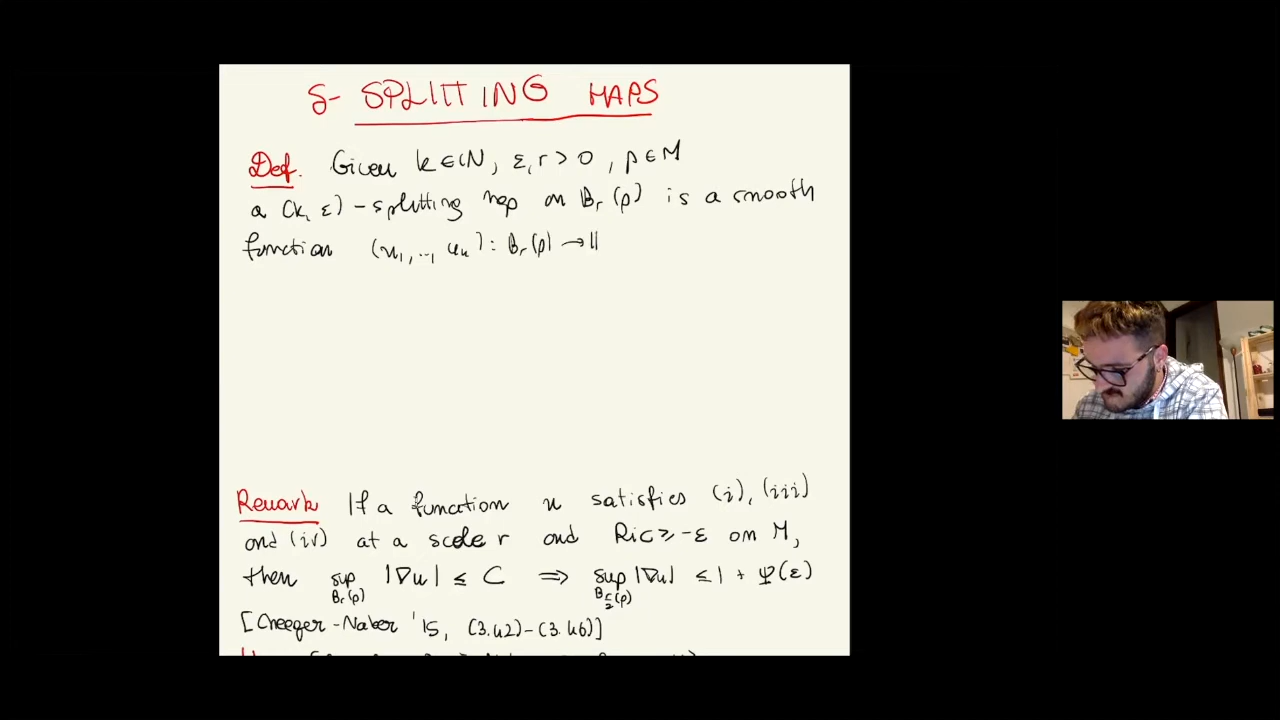 δ- SPLITTING MAPS
Def. Given k∈ℕ, ε, r > 0, p∈M
a (k, ε)-splitting map on B_r(p) is a smooth
function (u_1, .., u_k): B_r(p) →
Remark If a function u satisfies (i), (iii)
and (iv) at a scale r and Ric ≥ -ε on M,
then sup_{B_r(p)} |∇u| ≤ C ⟹ sup_{B_{r/2}(p)} |∇u| ≤ 1 + Ψ(ε)
[Cheeger-Naber '15, (3.42)-(3.46)]